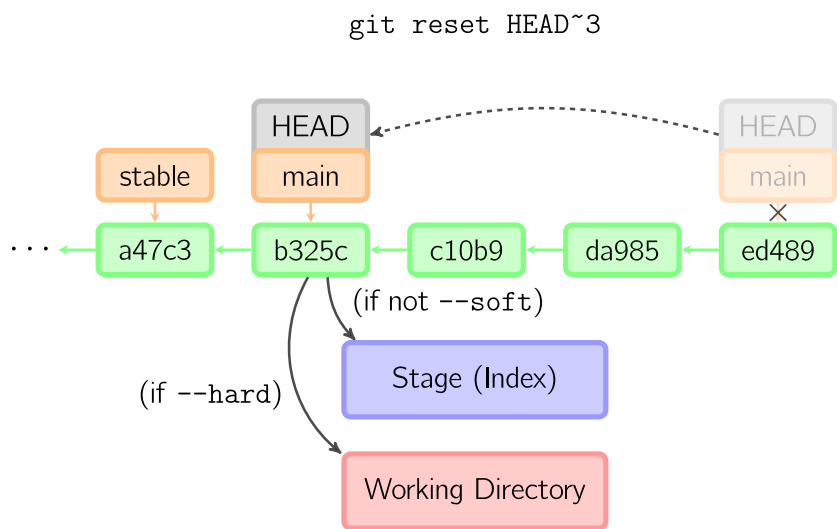 git reset HEAD~3
HEAD HEAD
stable main main
... a47c3 b325c c10b9 da985 ed489
(if not --soft)
Stage (Index)
(if --hard)
Working Directory